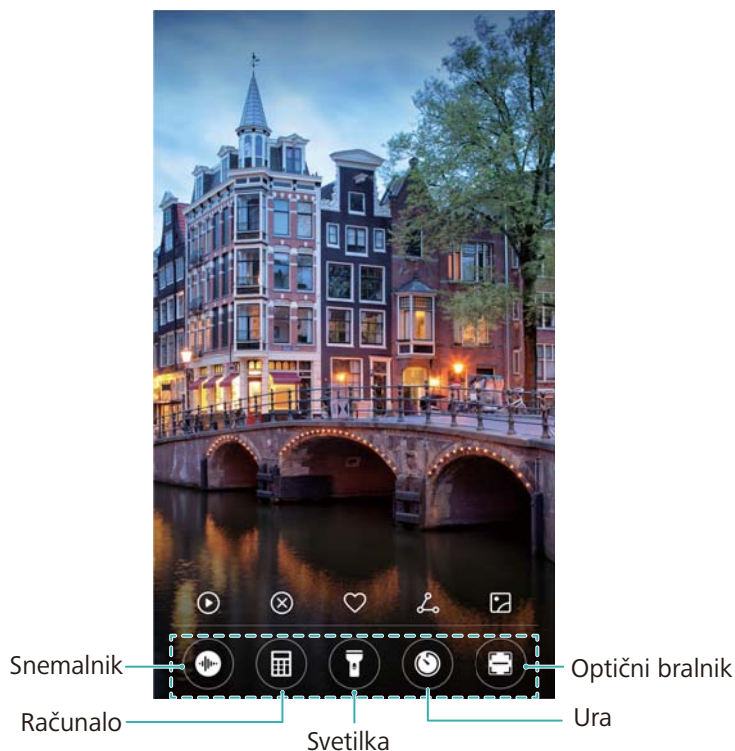 Snemalnik
Optični bralnik
Računalo
Ura
Svetilka